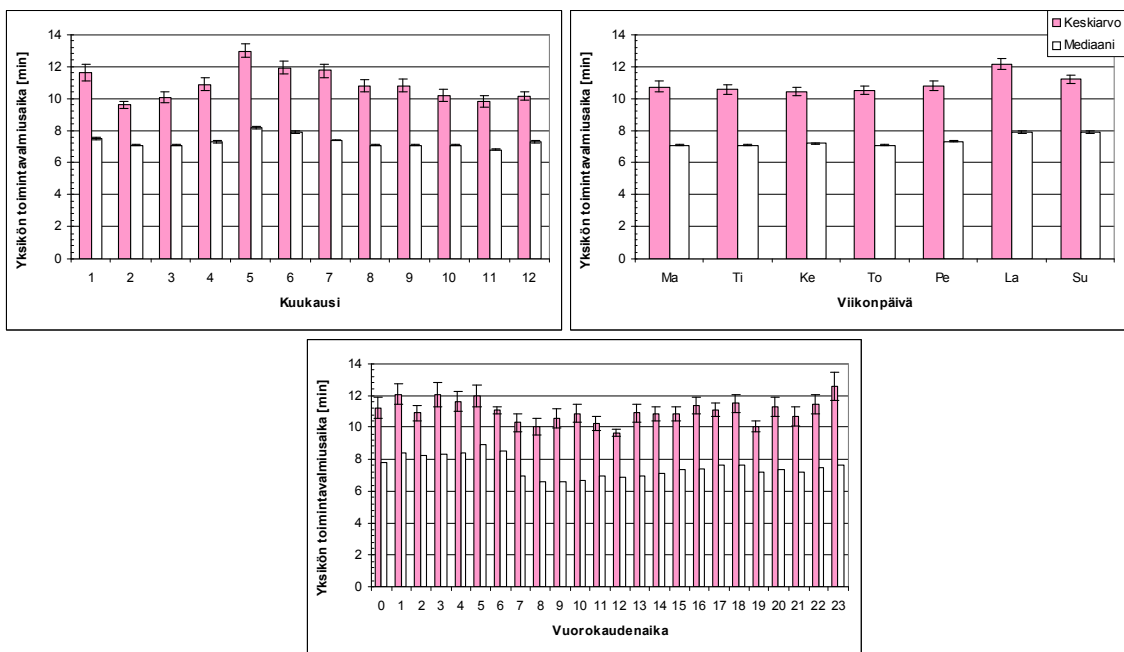 Yksikön toimintavalmiusaika [min]
14
12
10
8
6
4
2
0
1 2 3 4 5 6 7 8 9 10 11 12
Kuukausi
Yksikön toimintavalmiusaika [min]
14
12
10
8
6
4
2
0
Ma Ti Ke To Pe La Su
Viikonpäivä
Keskiarvo
Mediaani
Yksikön toimintavalmiusaika [min]
14
12
10
8
6
4
2
0
0 1 2 3 4 5 6 7 8 9 10 11 12 13 14 15 16 17 18 19 20 21 22 23
Vuorokaudenaika